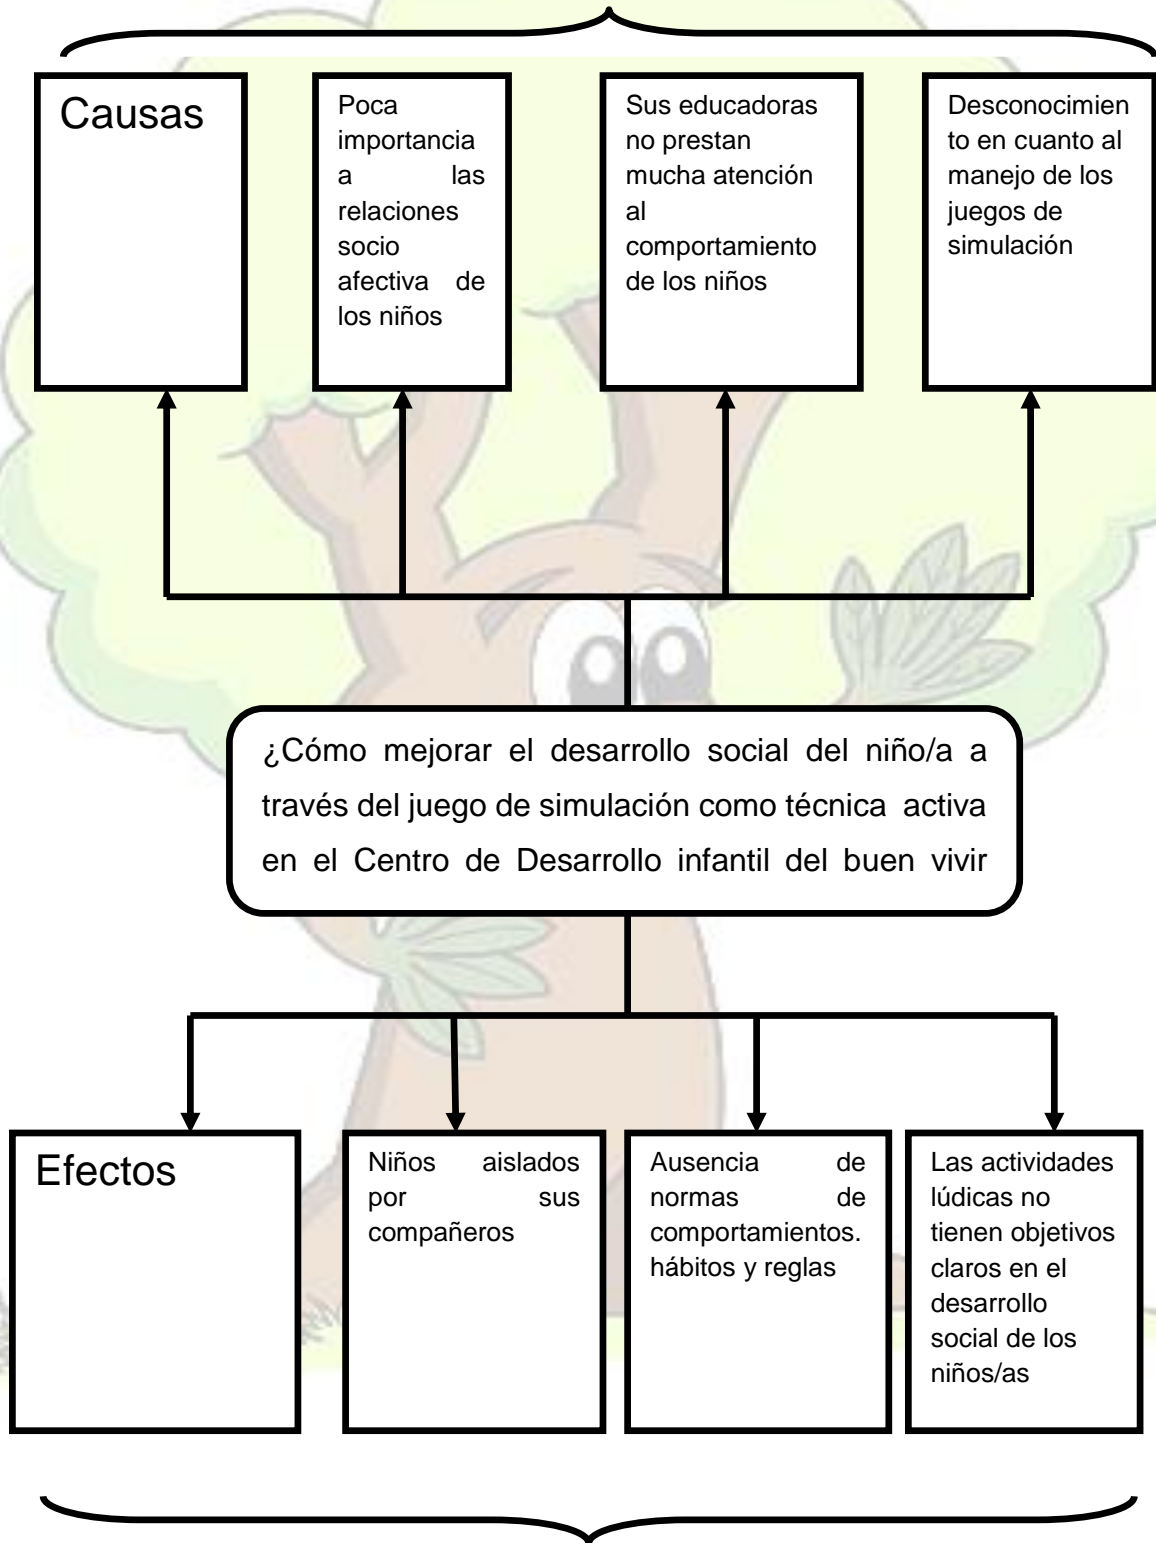 Causas
Poca
importancia
a las
relaciones
socio
afectiva de
los niños
Sus educadoras
no prestan
mucha atención
al
comportamiento
de los niños
Desconocimien
to en cuanto al
manejo de los
juegos de
simulación
¿Cómo mejorar el desarrollo social del niño/a a
través del juego de simulación como técnica activa
en el Centro de Desarrollo infantil del buen vivir
Efectos
Niños aislados
por sus
compañeros
Ausencia de
normas de
comportamientos.
hábitos y reglas
Las actividades
lúdicas no
tienen objetivos
claros en el
desarrollo
social de los
niños/as